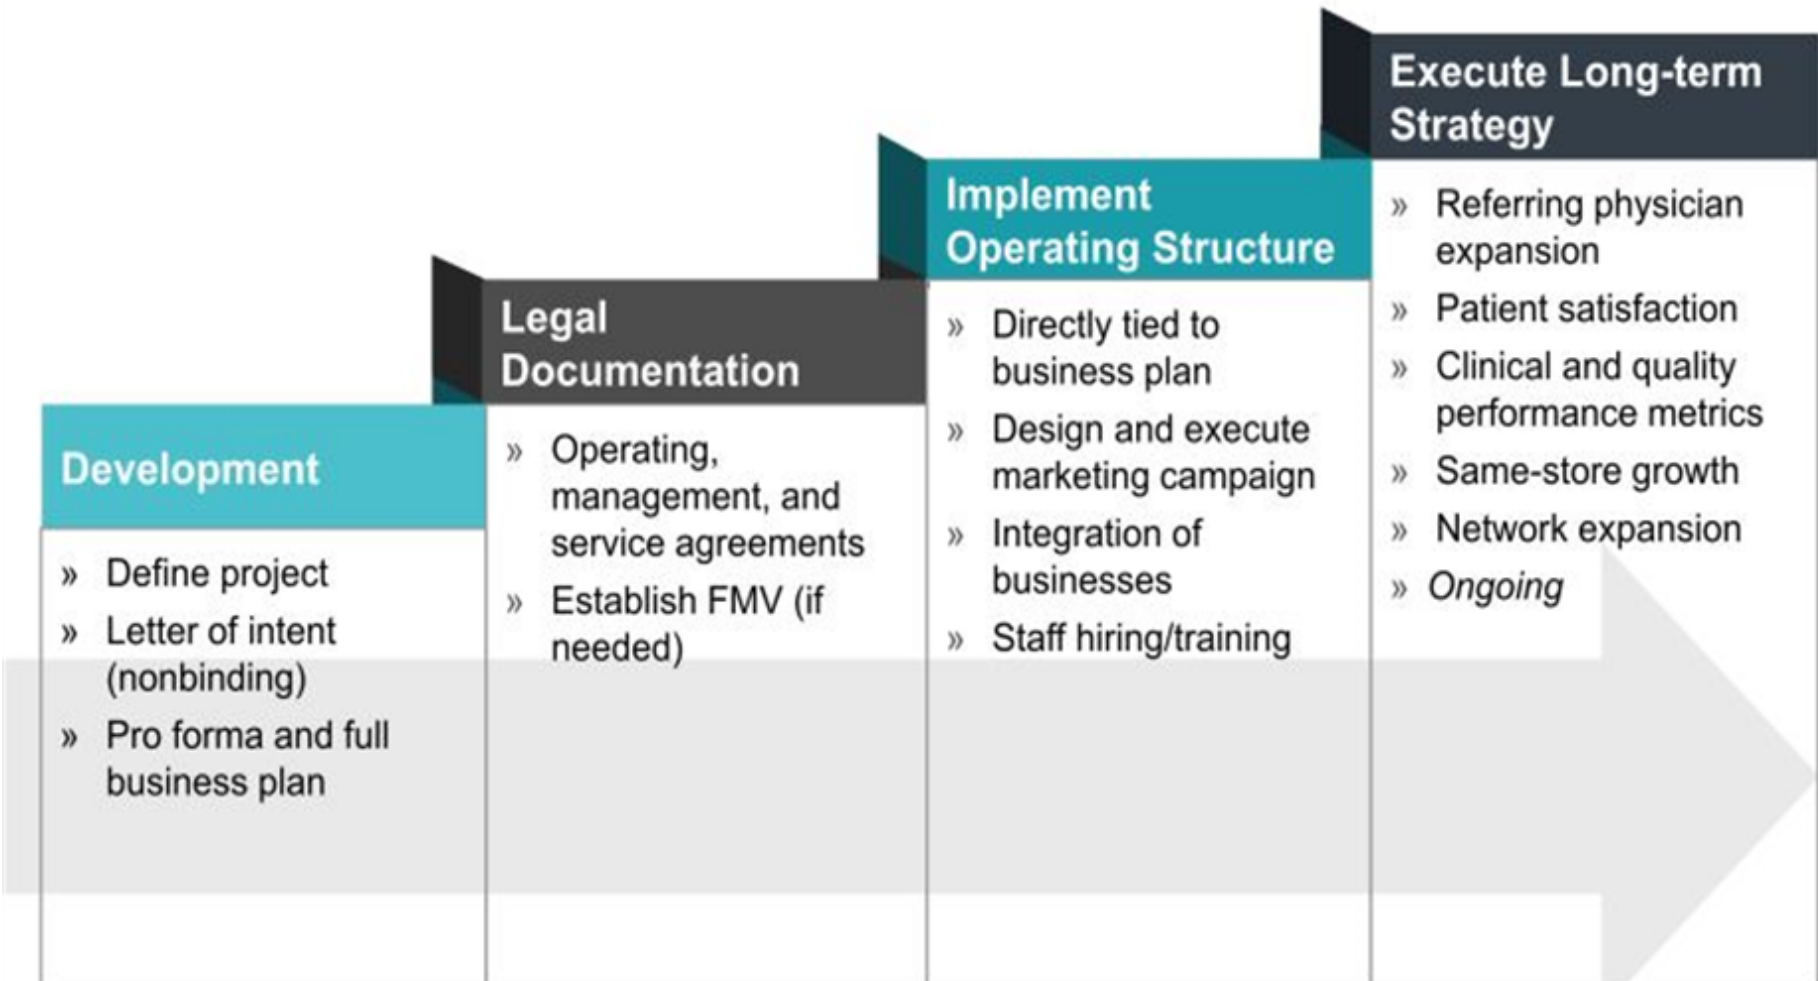 Development
» Define project
» Letter of intent
(nonbinding)
» Pro forma and full
business plan
Legal
Documentation
» Operating,
management, and
service agreements
» Establish FMV (if
needed)
Implement
Operating Structure
» Directly tied to
business plan
» Design and execute
marketing campaign
» Integration of
businesses
» Staff hiring/training
Execute Long-term
Strategy
» Referring physician
expansion
» Patient satisfaction
» Clinical and quality
performance metrics
» Same-store growth
» Network expansion
» Ongoing